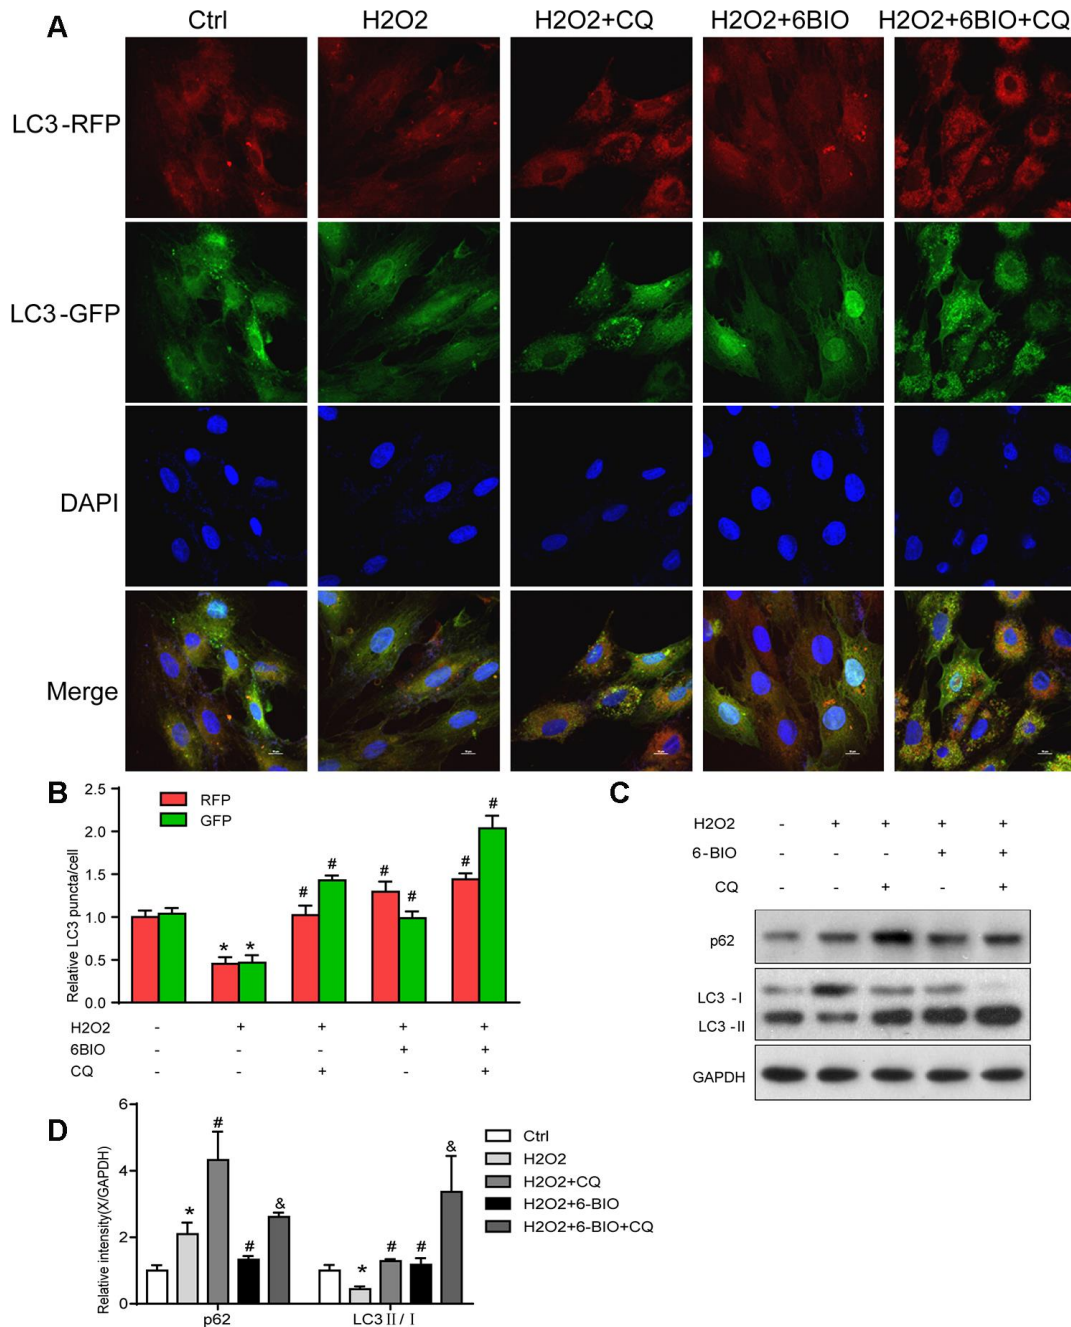 A
Ctrl H2O2 H2O2+CQ H2O2+6BIO H2O2+6BIO+CQ
LC3-RFP
LC3-GFP
DAPI
Merge
B
2.5
2.0
1.5
1.0
0.5
0.0
Relative LC3 puncta/cell
RFP
GFP
* * # # # # # #
H2O2 - + + + +
6BIO - - - + +
CQ - - + - +
C
H2O2 - + + + +
6-BIO - - - + +
CQ - - + - +
p62
LC3 -I
LC3 -II
GAPDH
D
6
4
2
0
Relative intensity(X/GAPDH)
* # # & * # # &
p62 LC3 II / I
Ctrl
H2O2
H2O2+CQ
H2O2+6-BIO
H2O2+6-BIO+CQ